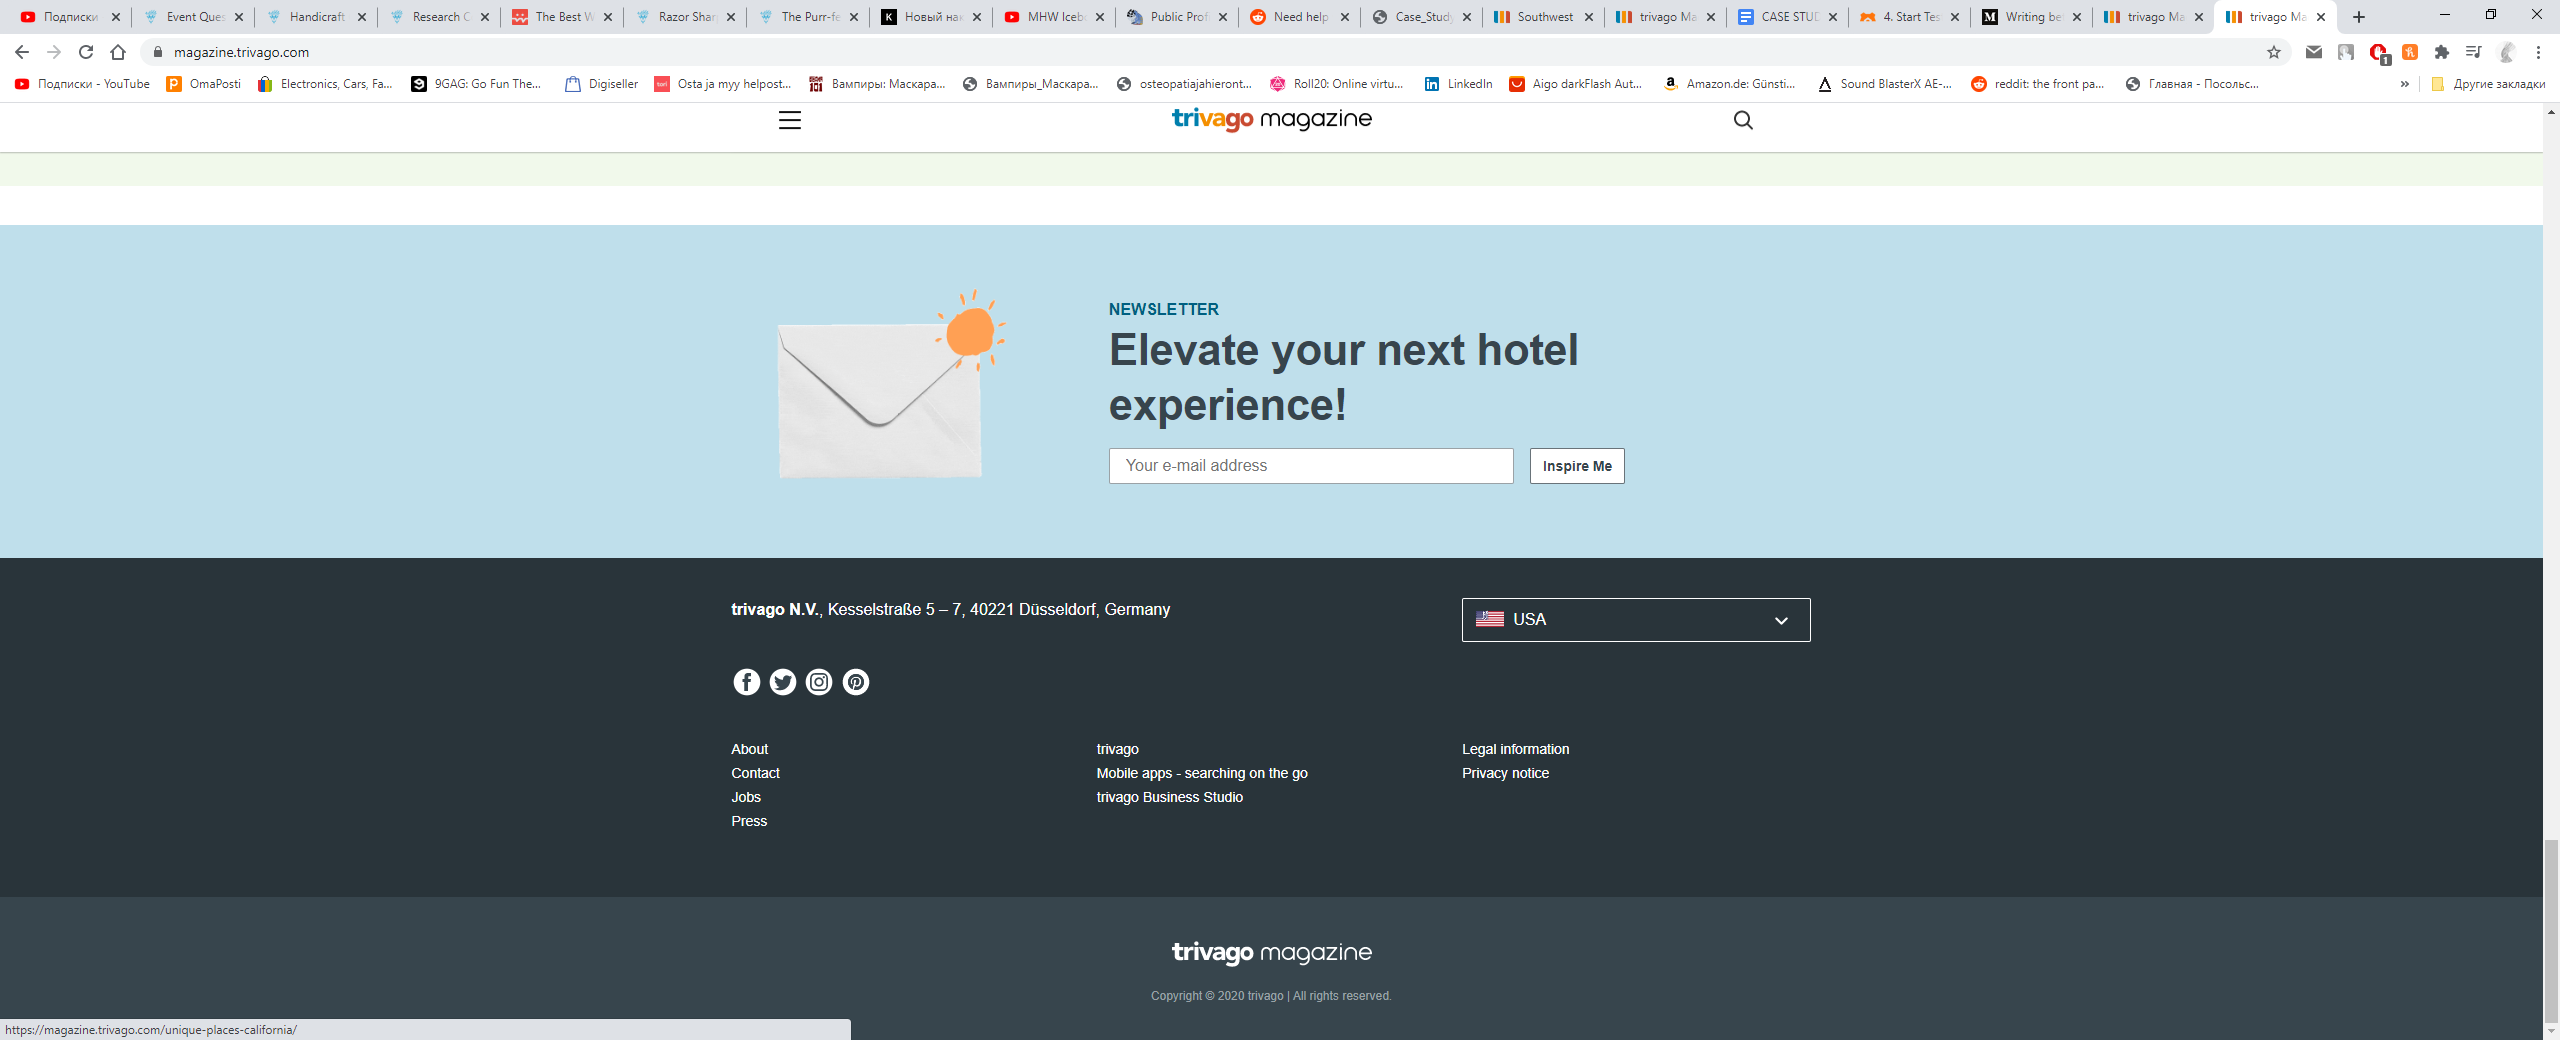 Подписки
Event Ques
Handicraft
Research C
The Best W
Razor Shar
The Purr-fe
Новый на
MHW Iceb
Public Prof
Need help
Case_Study
Southwest
trivago Ma
CASE STUD
4. Start Tes
Writing be
trivago Ma
trivago Ma
magazine.trivago.com
1
Подписки - YouTube
OmaPosti
Electronics, Cars, Fa...
9GAG: Go Fun The...
Digiseller
Osta ja myy helpost...
Вампиры: Маскара...
Вампиры_Маскара...
osteopatiajahieront...
Roll20: Online virtu...
LinkedIn
Aigo darkFlash Aut...
Amazon.de: Günsti...
Sound BlasterX AE-...
reddit: the front pa...
Главная - Посольс...
»
Другие закладки
trivago magazine
NEWSLETTER
Elevate your next hotel
experience!
Your e-mail address
Inspire Me
trivago N.V., Kesselstraße 5 – 7, 40221 Düsseldorf, Germany
USA
About
Contact
Jobs
Press
trivago
Mobile apps - searching on the go
trivago Business Studio
Legal information
Privacy notice
trivago magazine
Copyright © 2020 trivago | All rights reserved.
https://magazine.trivago.com/unique-places-california/